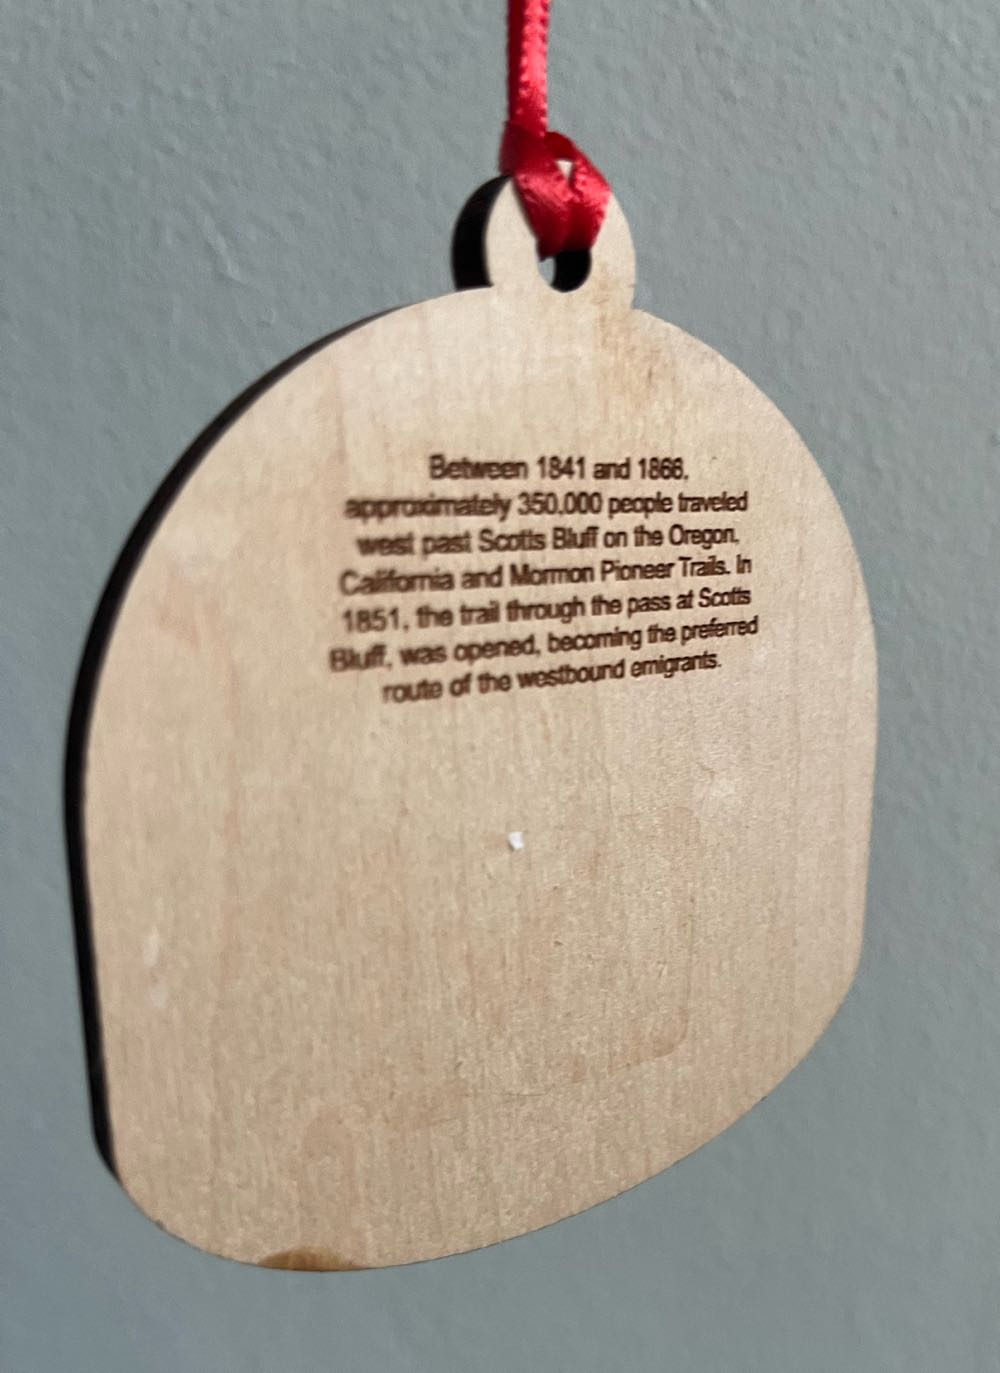 Between 1841 and 1866,
approximately 350,000 people traveled
west past Scotts Bluff on the Oregon,
California and Mormon Pioneer Trails. In
1851, the trail through the pass at Scotts
Bluff, was opened, becoming the preferred
route of the westbound emigrants.